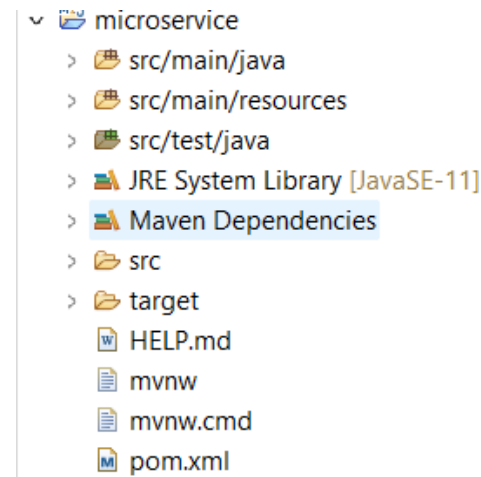 microservice
src/main/java
src/main/resources
src/test/java
JRE System Library [JavaSE-11]
Maven Dependencies
src
target
HELP.md
mvnw
mvnw.cmd
pom.xml